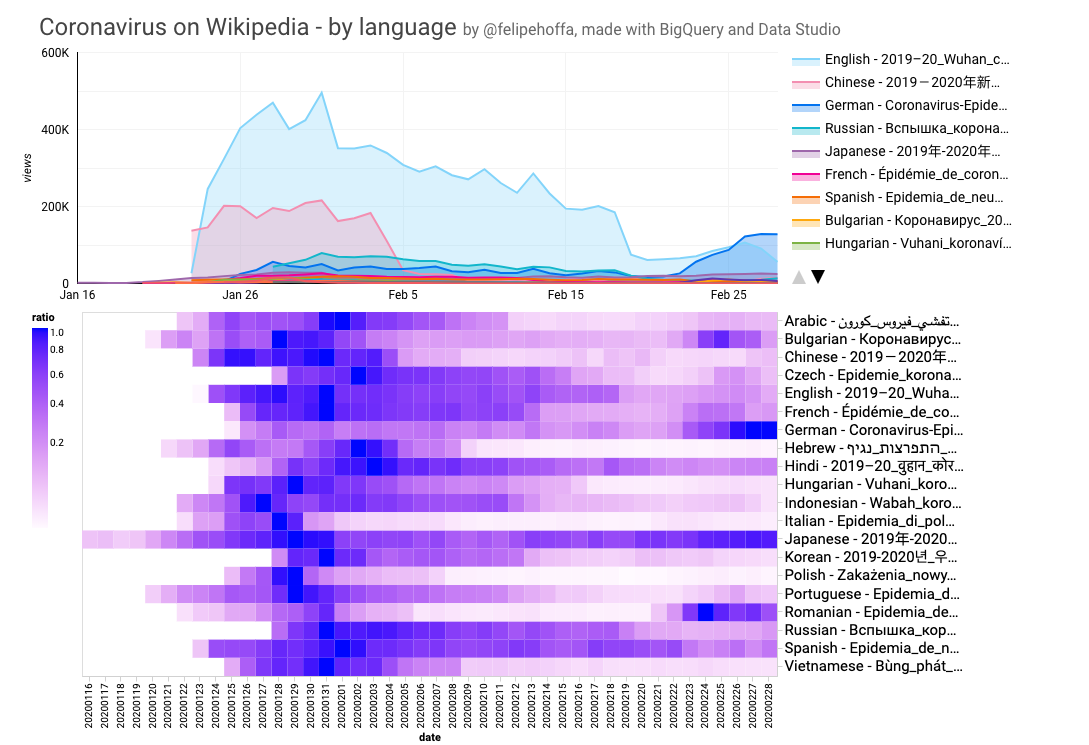 Coronavirus on Wikipedia - by language by @felipehoffa, made with BigQuery and Data Studio
600K
400K
200K
0
views
Jan 16
Jan 26
Feb 5
Feb 15
Feb 25
English - 2019–20_Wuhan_c...
Chinese - 2019－2020年新...
German - Coronavirus-Epide...
Russian - Вспышка_корона...
Japanese - 2019年-2020年...
French - Épidémie_de_coron...
Spanish - Epidemia_de_neu...
Bulgarian - Коронавирус_20...
Hungarian - Vuhani_koronaví...
ratio
1.0
0.8
0.6
0.4
0.2
Arabic - تفشي_فيروس_كورون...
Bulgarian - Коронавирус...
Chinese - 2019－2020年...
Czech - Epidemie_korona...
English - 2019–20_Wuha...
French - Épidémie_de_co...
German - Coronavirus-Epi...
Hebrew - התפרצות_נגיף_...
Hindi - 2019–20_वुहान_कोर...
Hungarian - Vuhani_koro...
Indonesian - Wabah_koro...
Italian - Epidemia_di_pol...
Japanese - 2019年-2020...
Korean - 2019-2020년_우...
Polish - Zakażenia_nowy...
Portuguese - Epidemia_d...
Romanian - Epidemia_de...
Russian - Вспышка_кор...
Spanish - Epidemia_de_n...
Vietnamese - Bùng_phát_...
20200116
20200117
20200118
20200119
20200120
20200121
20200122
20200123
20200124
20200125
20200126
20200127
20200128
20200129
20200130
20200131
20200201
20200202
20200203
20200204
20200205
20200206
20200207
20200208
20200209
20200210
20200211
20200212
20200213
20200214
20200215
20200216
20200217
20200218
20200219
20200220
20200221
20200222
20200223
20200224
20200225
20200226
20200227
20200228
date